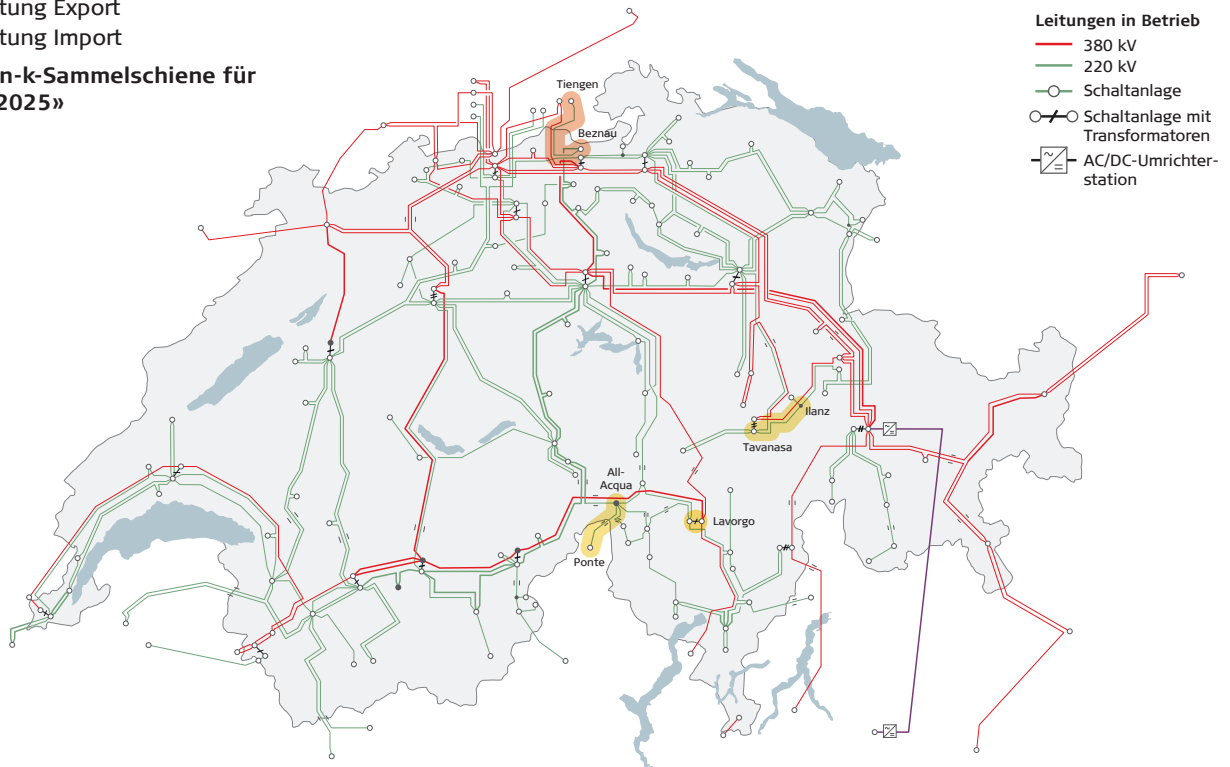 tung Export
tung Import
n-k-Sammelschiene für
2025»
Leitungen in Betrieb
380 kV
220 kV
Schaltanlage
Schaltanlage mit
Transformatoren
AC/DC-Umrichter-
station
Tiengen
Beznau
Ilanz
Tavanasa
All-
Acqua
Lavorgo
Ponte